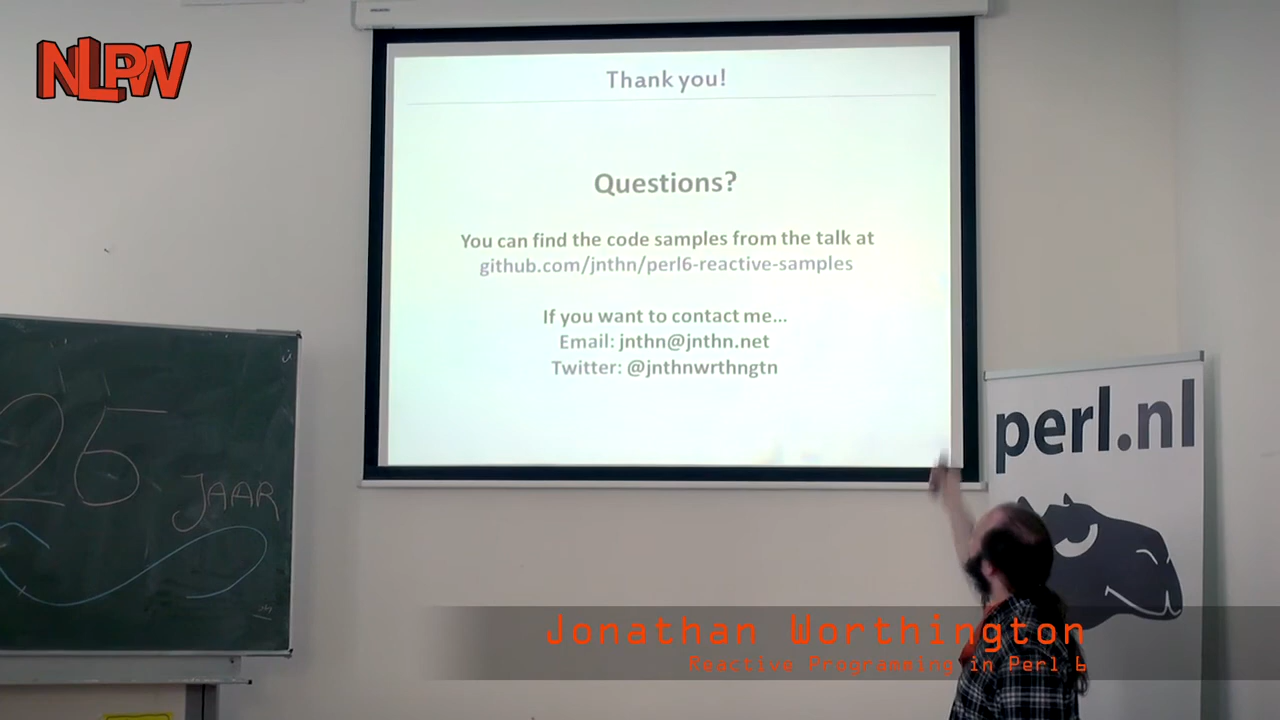 NLPW
Thank you!
Questions?
You can find the code samples from the talk at
github.com/jnthn/perl6-reactive-samples
If you want to contact me...
Email: jnthn@jnthn.net
Twitter: @jnthnwrthngtn
perl.nl
25
JAAR
Jonathan Worthington
Reactive Programming in Perl 6